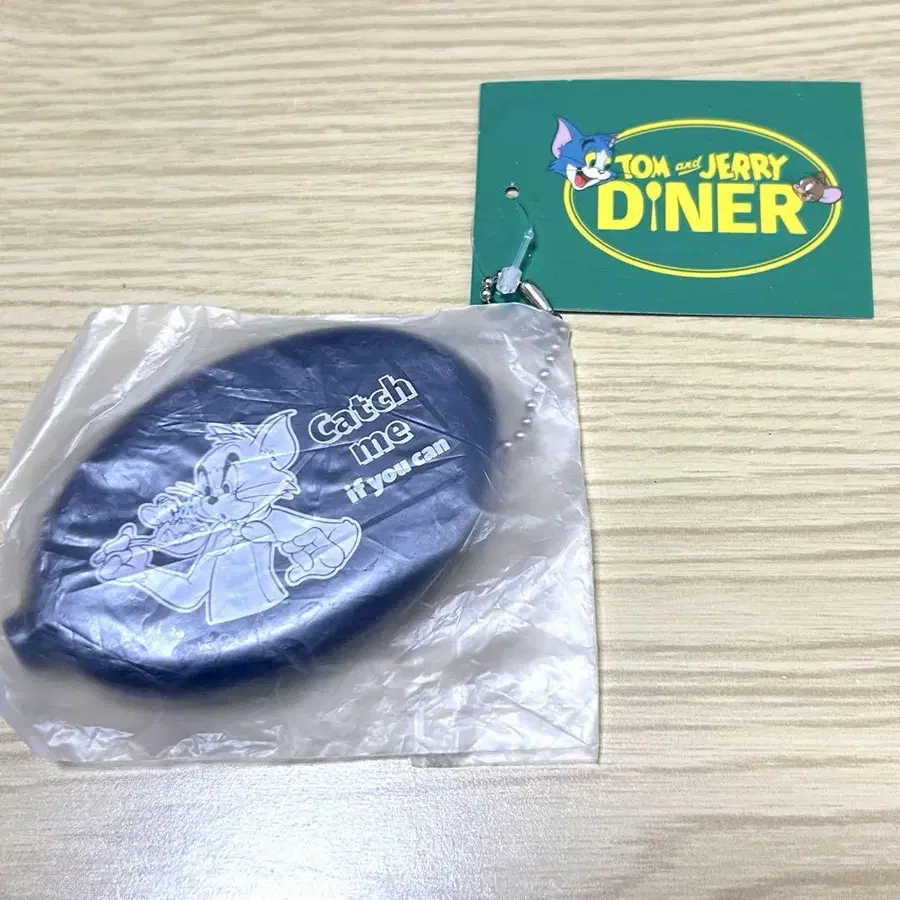 TOM and JERRY
DINER
Catch
me
if you can